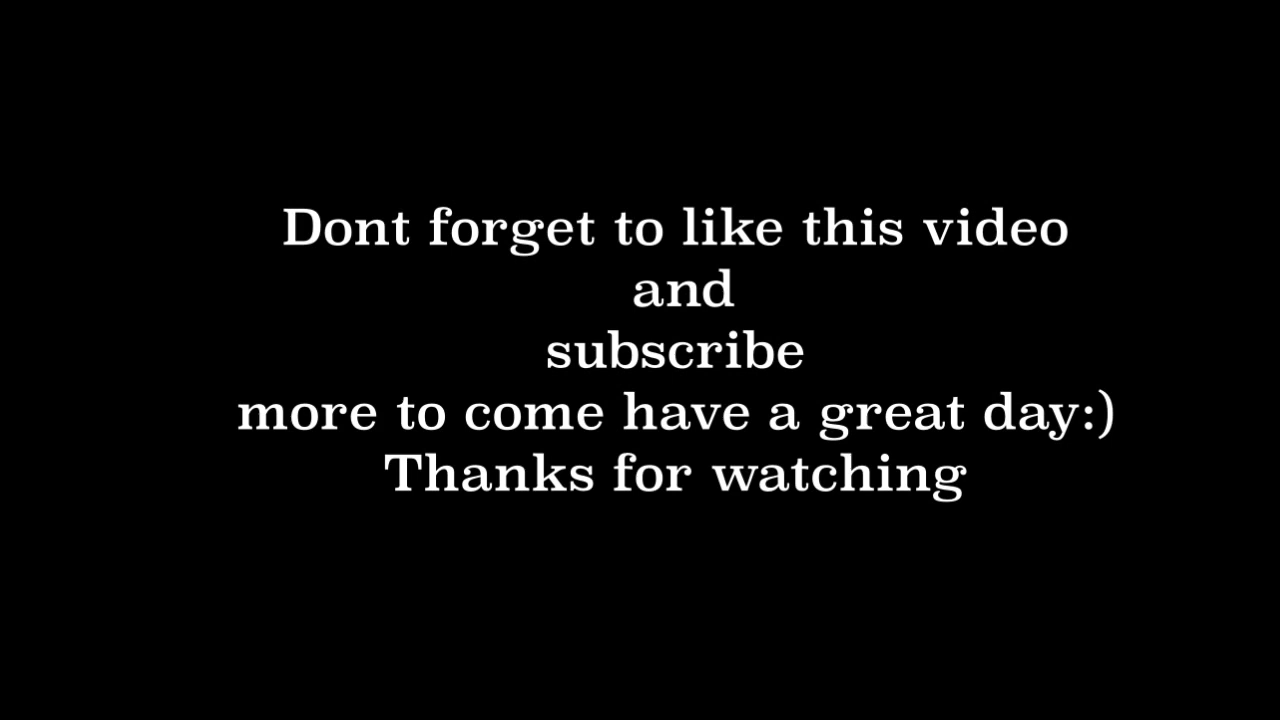 Dont forget to like this video
and
subscribe
more to come have a great day:)
Thanks for watching